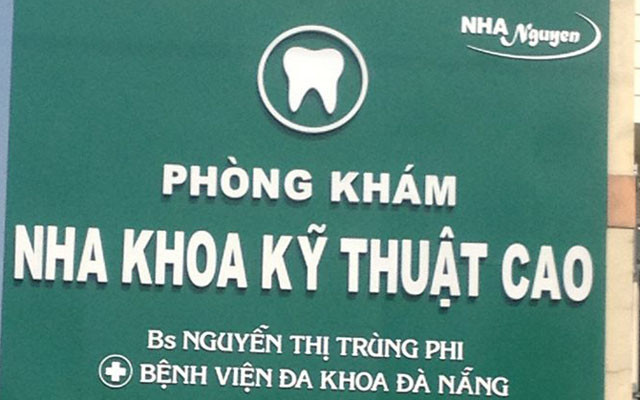 NHA Nguyen
PHÒNG KHÁM
NHA KHOA KỸ THUẬT CAO
Bs NGUYỄN THỊ TRÙNG PHI
BỆNH VIỆN ĐA KHOA ĐÀ NẴNG